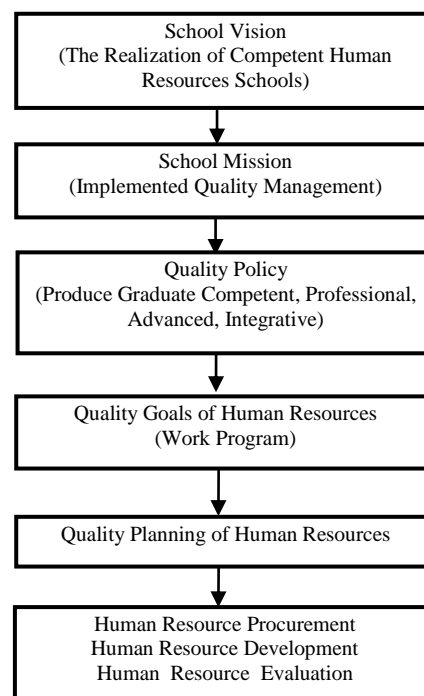 School Vision
(The Realization of Competent Human
Resources Schools)
School Mission
(Implemented Quality Management)
Quality Policy
(Produce Graduate Competent, Professional,
Advanced, Integrative)
Quality Goals of Human Resources
(Work Program)
Quality Planning of Human Resources
Human Resource Procurement
Human Resource Development
Human Resource Evaluation